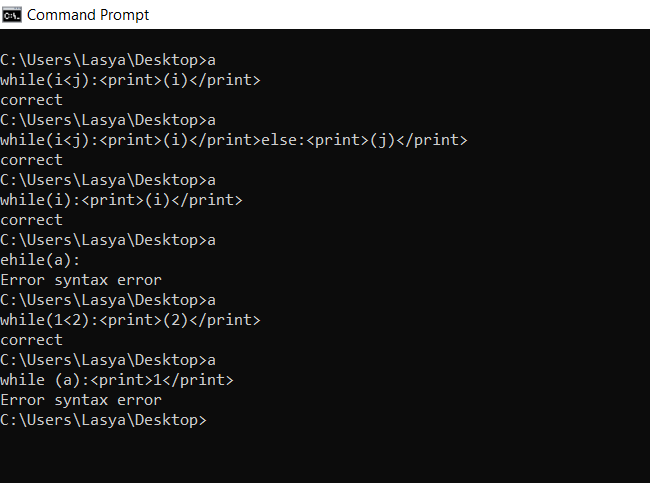 Command Prompt
C:\Users\Lasya\Desktop>a
while(i<j):<print>(i)</print>
correct
C:\Users\Lasya\Desktop>a
while(i<j):<print>(i)</print>else:<print>(j)</print>
correct
C:\Users\Lasya\Desktop>a
while(i):<print>(i)</print>
correct
C:\Users\Lasya\Desktop>a
ehile(a):
Error syntax error
C:\Users\Lasya\Desktop>a
while(1<2):<print>(2)</print>
correct
C:\Users\Lasya\Desktop>a
while (a):<print>1</print>
Error syntax error
C:\Users\Lasya\Desktop>